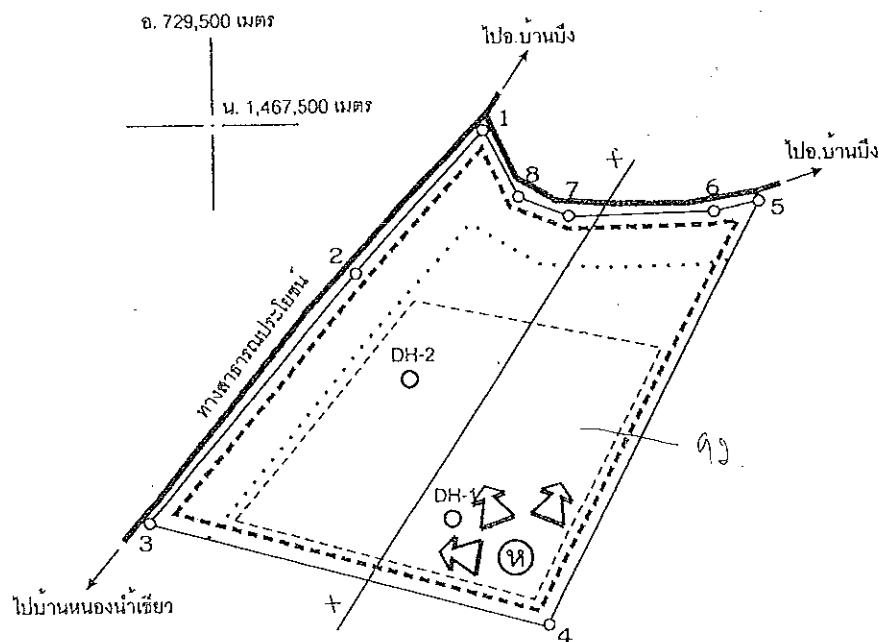 อ. 729,500 เมตร
น. 1,467,500 เมตร
ไปอ.บ้านบึง
1
8
7
6
5
ไปอ.บ้านบึง
2
ทางสาธารณประโยชน์
DH-2
DH-1
ห
3
ไปบ้านหนองน้ำเขียว
4